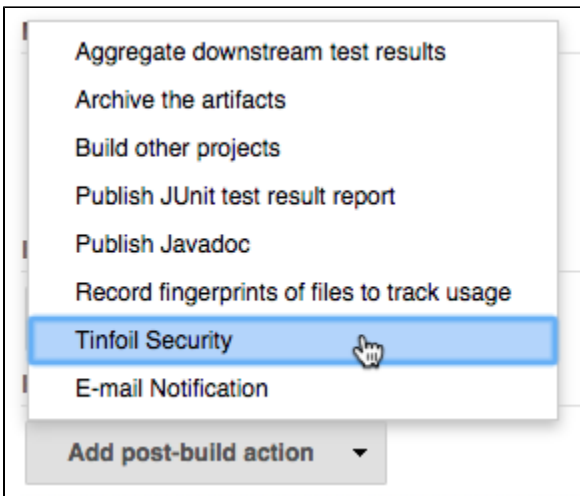 Aggregate downstream test results
Archive the artifacts
Build other projects
Publish JUnit test result report
Publish Javadoc
Record fingerprints of files to track usage
Tinfoil Security
E-mail Notification
Add post-build action